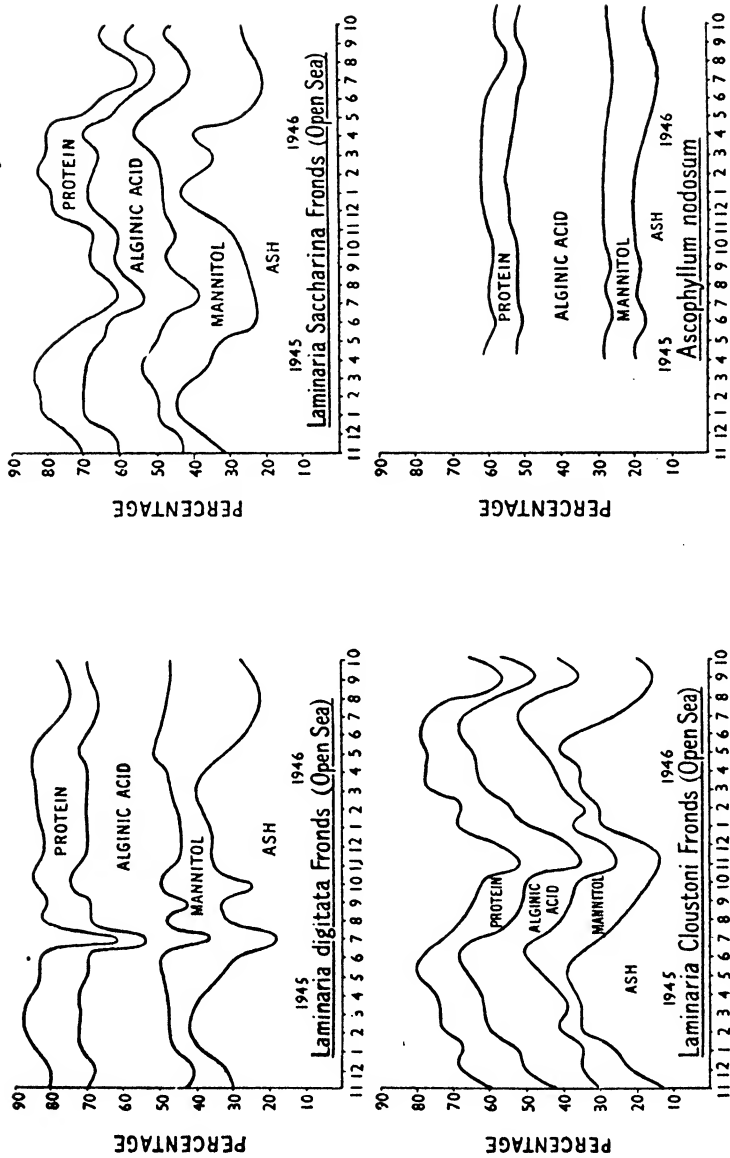 PERCENTAGE
90
80
70
60
50
40
30
20
10
PROTEIN
ALGINIC ACID
MANNITOL
ASH
1945 1946
Laminaria digitata Fronds (Open Sea)
11 12 1 2 3 4 5 6 7 8 9 10 11 12 1 2 3 4 5 6 7 8 9 10
PERCENTAGE
90
80
70
60
50
40
30
20
10
PROTEIN
ALGINIC ACID
MANNITOL
ASH
1945 1946
Laminaria Saccharina Fronds (Open Sea)
11 12 1 2 3 4 5 6 7 8 9 10 11 12 1 2 3 4 5 6 7 8 9 10
PERCENTAGE
90
80
70
60
50
40
30
20
10
PROTEIN
ALGINIC
ACID
MANNITOL
ASH
1945 1946
Laminaria Cloustoni Fronds (Open Sea)
11 12 1 2 3 4 5 6 7 8 9 10 11 12 1 2 3 4 5 6 7 8 9 10
PERCENTAGE
90
80
70
60
50
40
30
20
10
PROTEIN
ALGINIC ACID
MANNITOL
ASH
1945 1946
Ascophyllum nodosum
11 12 1 2 3 4 5 6 7 8 9 10 11 12 1 2 3 4 5 6 7 8 9 10